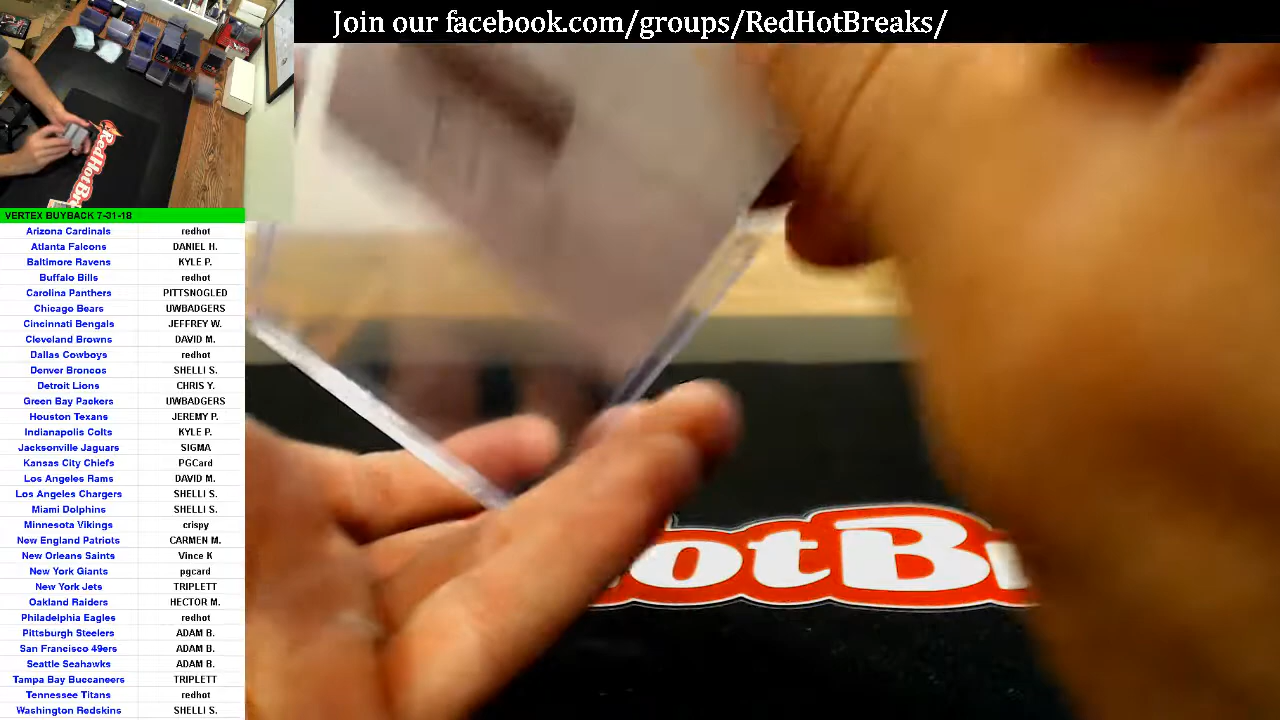 Join our facebook.com/groups/RedHotBreaks/
RedHotBr
VERTEX BUYBACK 7-31-18
Arizona Cardinals redhot
Atlanta Falcons DANIEL H.
Baltimore Ravens KYLE P.
Buffalo Bills redhot
Carolina Panthers PITTSNOGLED
Chicago Bears UWBADGERS
Cincinnati Bengals JEFFREY W.
Cleveland Browns DAVID M.
Dallas Cowboys redhot
Denver Broncos SHELLI S.
Detroit Lions CHRIS Y.
Green Bay Packers UWBADGERS
Houston Texans JEREMY P.
Indianapolis Colts KYLE P.
Jacksonville Jaguars SIGMA
Kansas City Chiefs PGCard
Los Angeles Rams DAVID M.
Los Angeles Chargers SHELLI S.
Miami Dolphins SHELLI S.
Minnesota Vikings crispy
New England Patriots CARMEN M.
New Orleans Saints Vince K
New York Giants pgcard
New York Jets TRIPLETT
Oakland Raiders HECTOR M.
Philadelphia Eagles redhot
Pittsburgh Steelers ADAM B.
San Francisco 49ers ADAM B.
Seattle Seahawks ADAM B.
Tampa Bay Buccaneers TRIPLETT
Tennessee Titans redhot
Washington Redskins SHELLI S.
otB